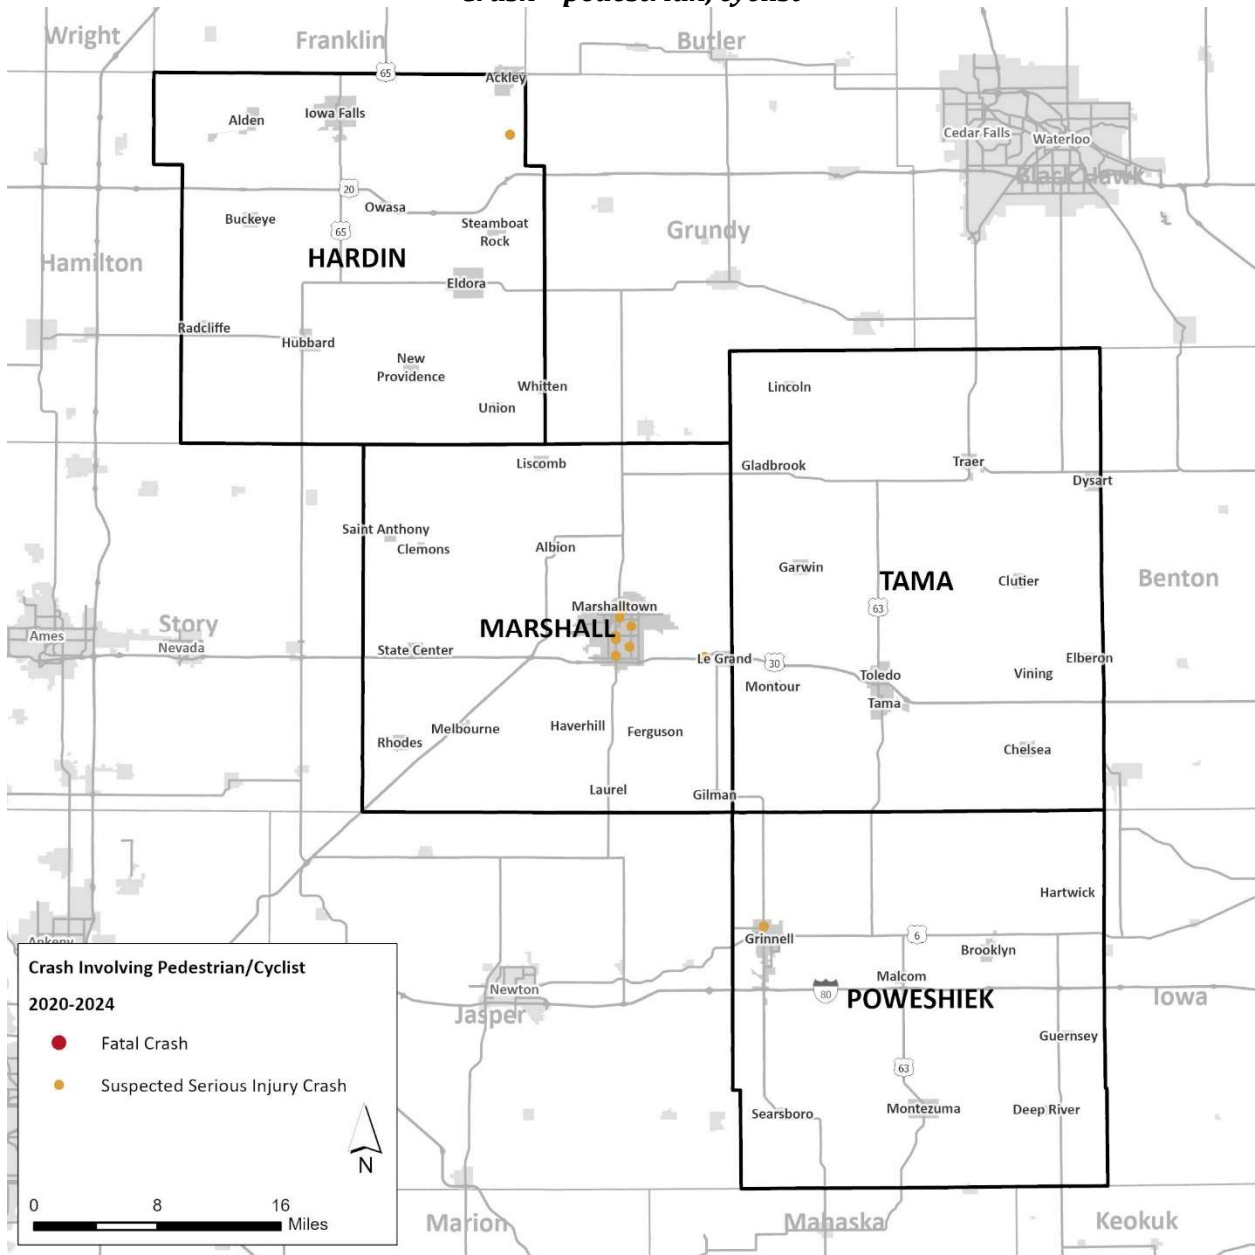 Crash – pedestrian, cyclist
Wright
Franklin
Butler
65
Ackley
Alden
Iowa Falls
Cedar Falls
Waterloo
Black Hawk
20
Owasa
Buckeye
65
Steamboat
Rock
Grundy
HARDIN
Hamilton
Eldora
Radcliffe
Hubbard
New
Providence
Whitten
Union
Lincoln
Liscomb
Gladbrook
Traer
Dysart
Saint Anthony
Clemons
Albion
Garwin
TAMA
Clutier
Benton
63
Marshalltown
MARSHALL
Story
Ames
Nevada
State Center
Le Grand
30
Elberon
Toledo
Vining
Montour
Tama
Melbourne
Haverhill
Ferguson
Rhodes
Chelsea
Laurel
Gilman
Hartwick
Grinnell
6
Brooklyn
Ankeny
Malcom
Newton
80
POWESHIEK
Iowa
Jasper
Guernsey
63
Searsboro
Montezuma
Deep River
Marion
Mahaska
Keokuk
Crash Involving Pedestrian/Cyclist
2020-2024
Fatal Crash
Suspected Serious Injury Crash
N
0 8 16
Miles